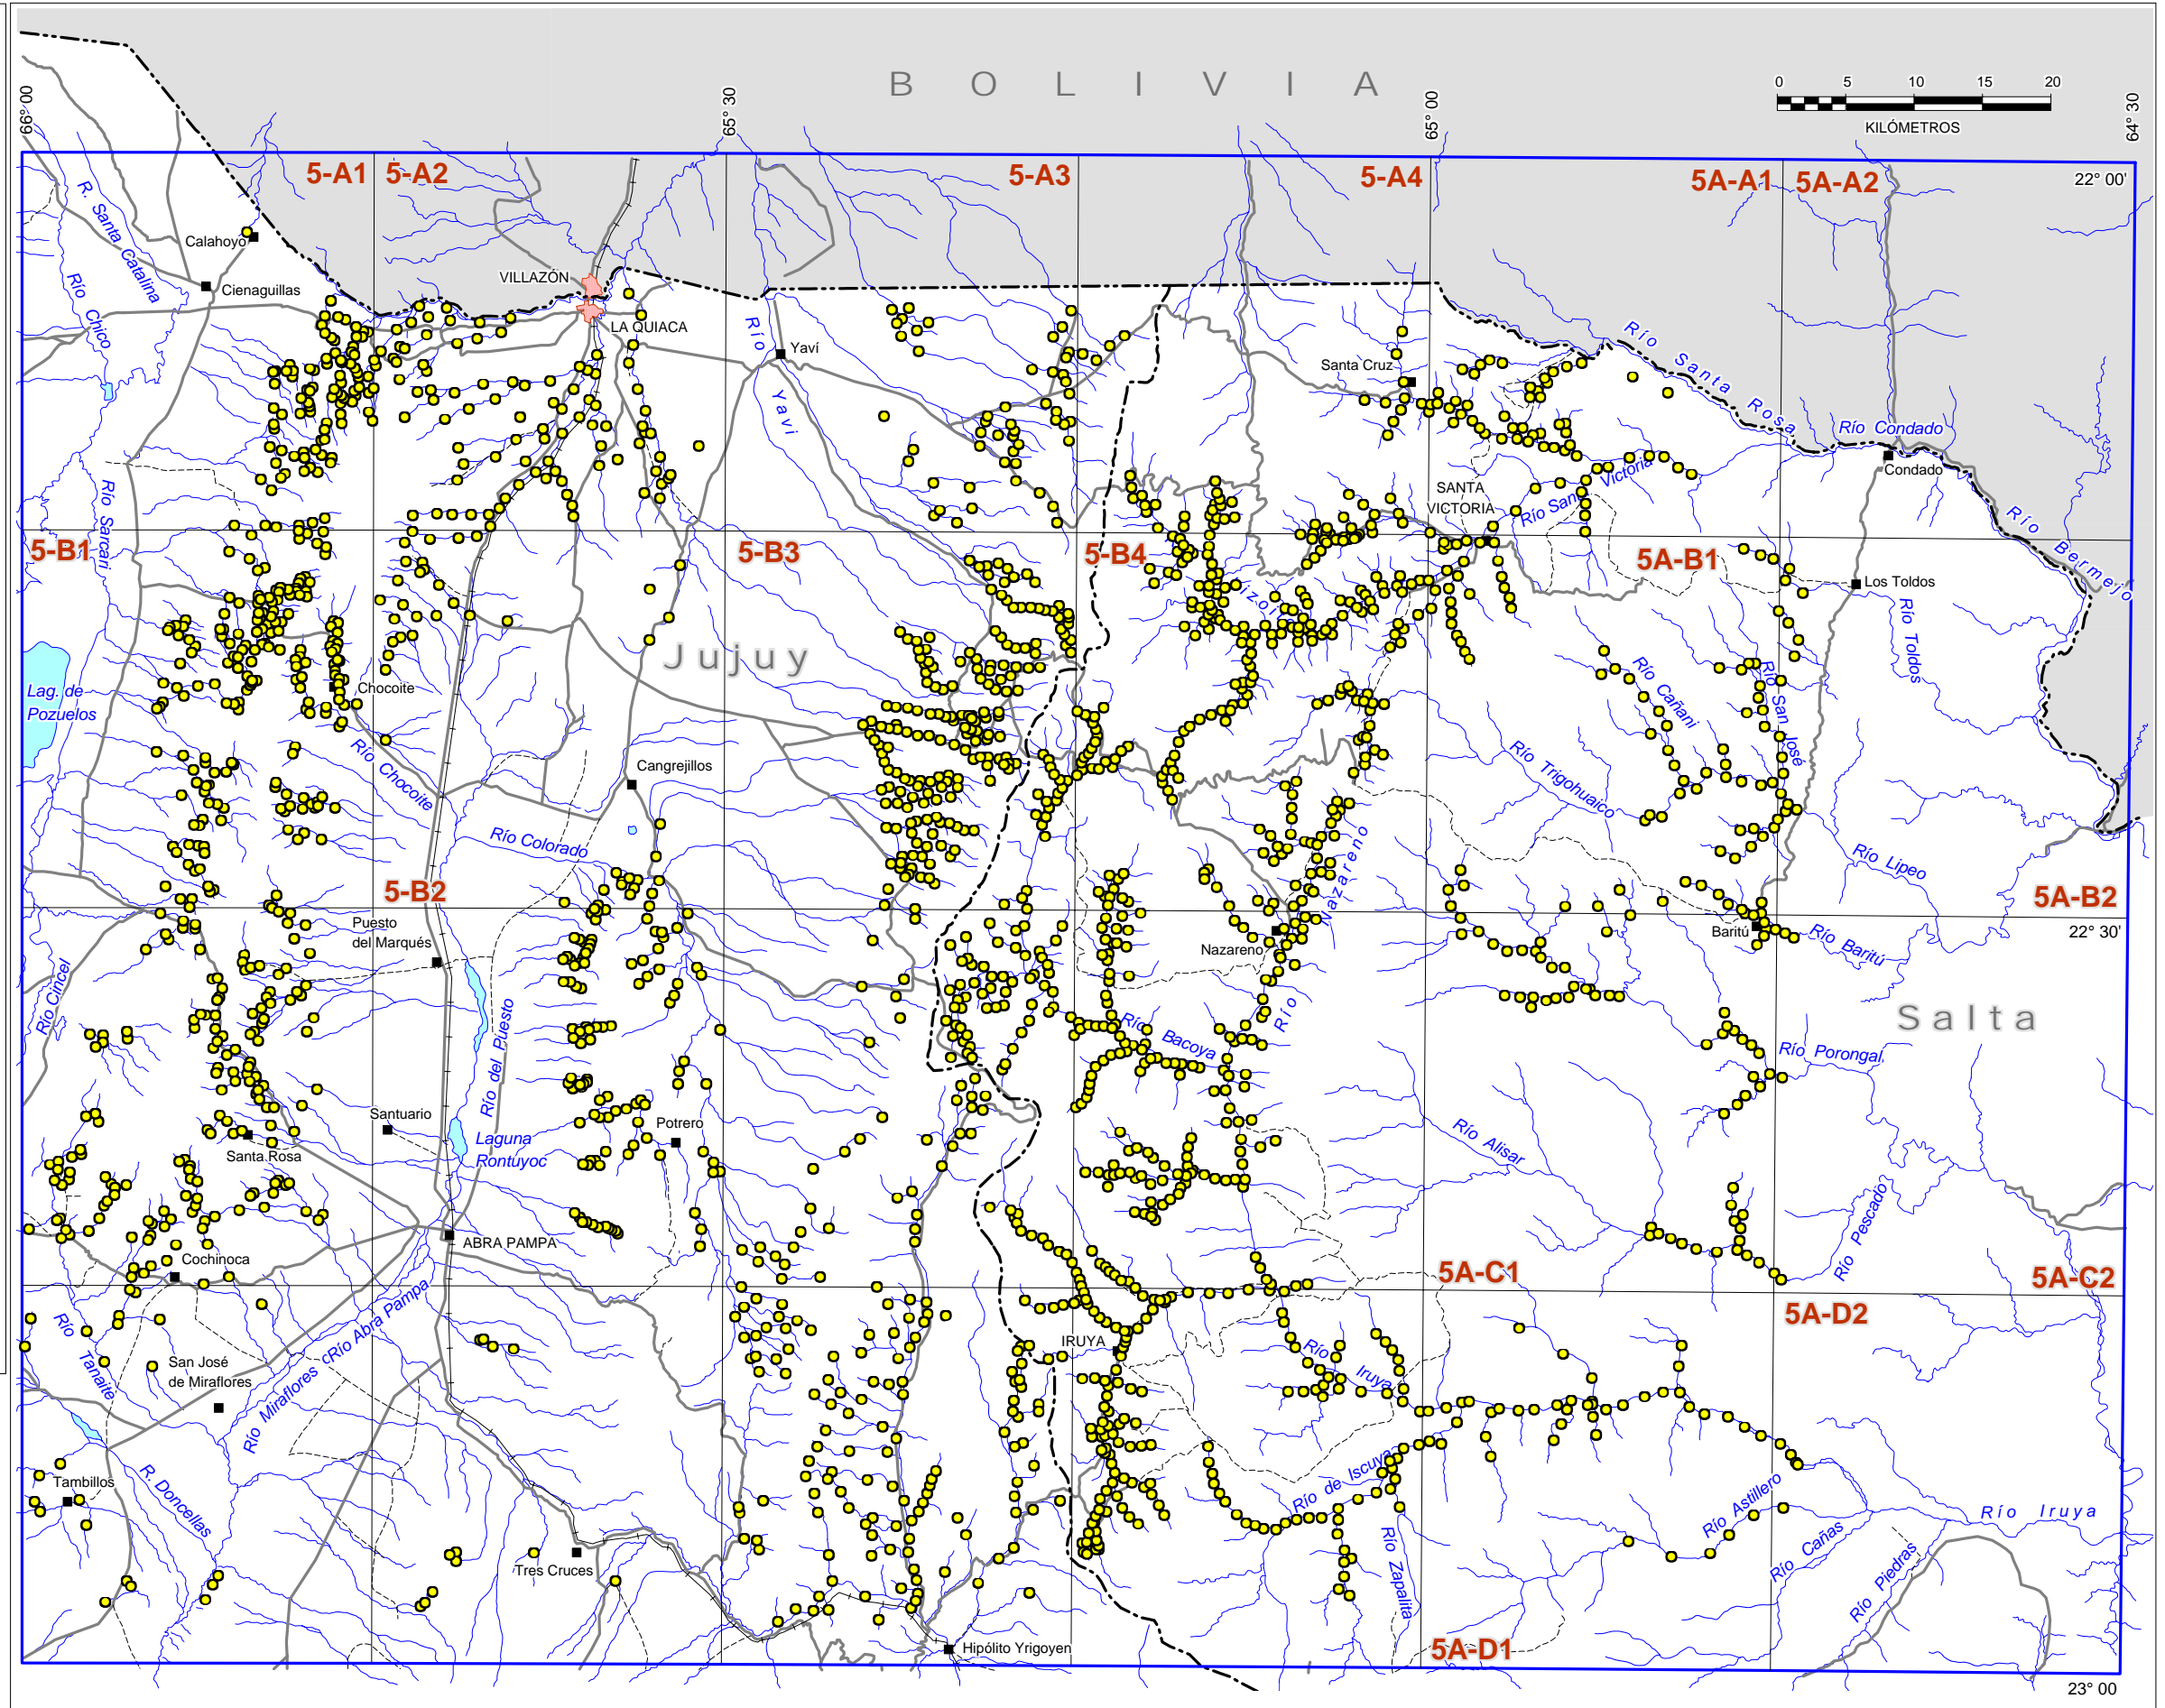 B O L I V I A
0 5 10 15 20
KILÓMETROS
66° 00
65° 30
65° 00
64° 30
5-A1
5-A2
5-A3
5-A4
5A-A1
5A-A2
22° 00'
R. Santa Catalina
Calahoyo
Río Chico
Cienaguillas
VILLAZÓN
LA QUIACA
Río Yavi
Yaví
Santa Cruz
Río Santa Rosa
Río Condado
Condado
Río Sarcari
SANTA
VICTORIA
Río Santa Victoria
Río Bermejo
5-B1
5-B3
5-B4
5A-B1
Los Toldos
Río Toldos
Jujuy
Lag. de
Pozuelos
Chocoite
Río Cañani
Río San José
Río Chocoite
Cangrejillos
Río Trigohuaico
Río Colorado
Río Lipeo
5-B2
5A-B2
22° 30'
Puesto
del Marqués
Nazareno
Río Nazareno
Baritú
Río Baritú
Río Cincel
Río del Puesto
Salta
Río Bacoya
Río Porongal
Santuario
Potrero
Laguna
Rontuyoc
Santa Rosa
Río Alisar
Río Pescado
ABRA PAMPA
Cochinoca
5A-C1
5A-C2
5A-D2
Río Tanaite
Río Miraflores o Río Abra Pampa
San José
de Miraflores
IRUYA
Río Iruya
Tambillos
R. Doncellas
Río de Iscuya
Río Astillero
Río Iruya
Río Cañas
Río Piedras
Río Zapalita
Tres Cruces
Hipólito Yrigoyen
5A-D1
23° 00